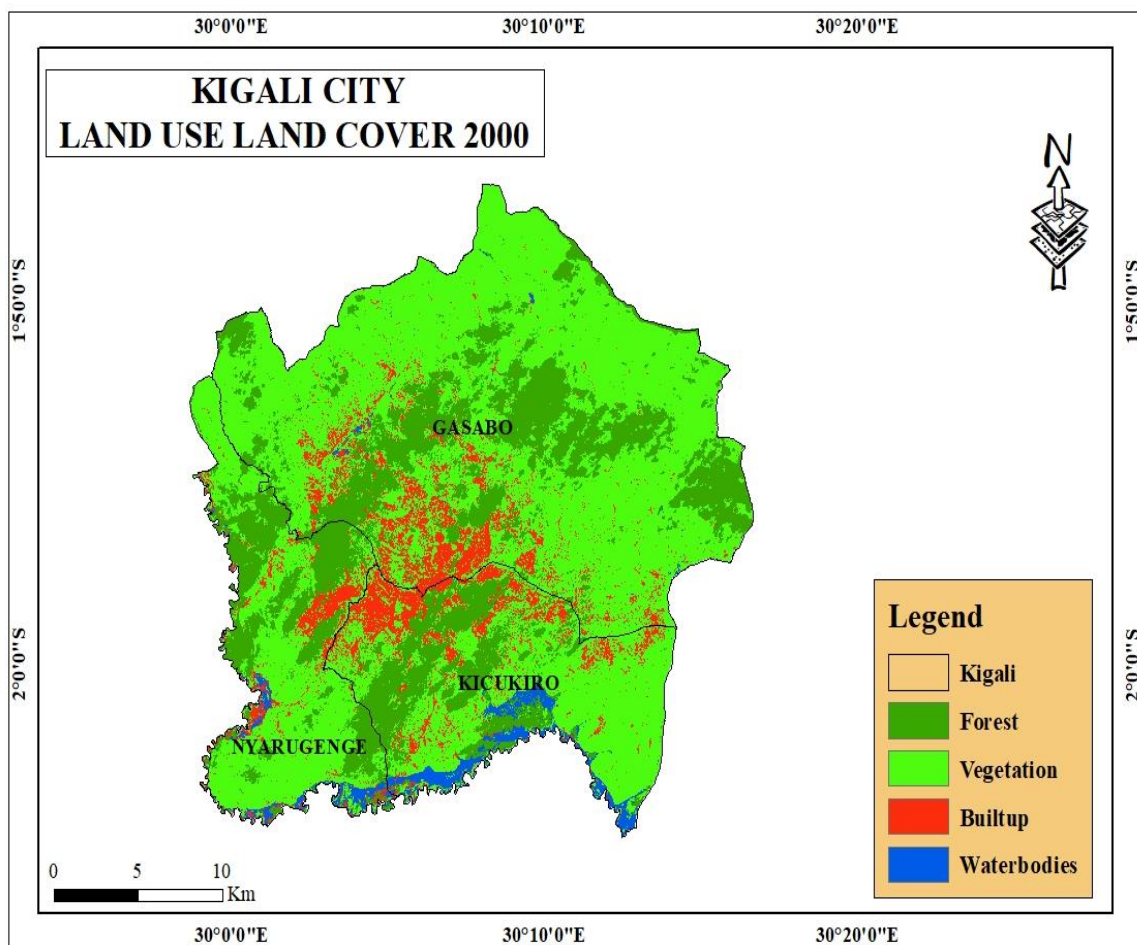 30°0'0"E 30°10'0"E 30°20'0"E
KIGALI CITY
LAND USE LAND COVER 2000
N
1°50'0"S 1°50'0"S
GASABO
Legend
Kigali
2°0'0"S 2°0'0"S
KICUKIRO
Forest
NYARUGENGE
Vegetation
Builtup
Waterbodies
0 5 10
Km
30°0'0"E 30°10'0"E 30°20'0"E